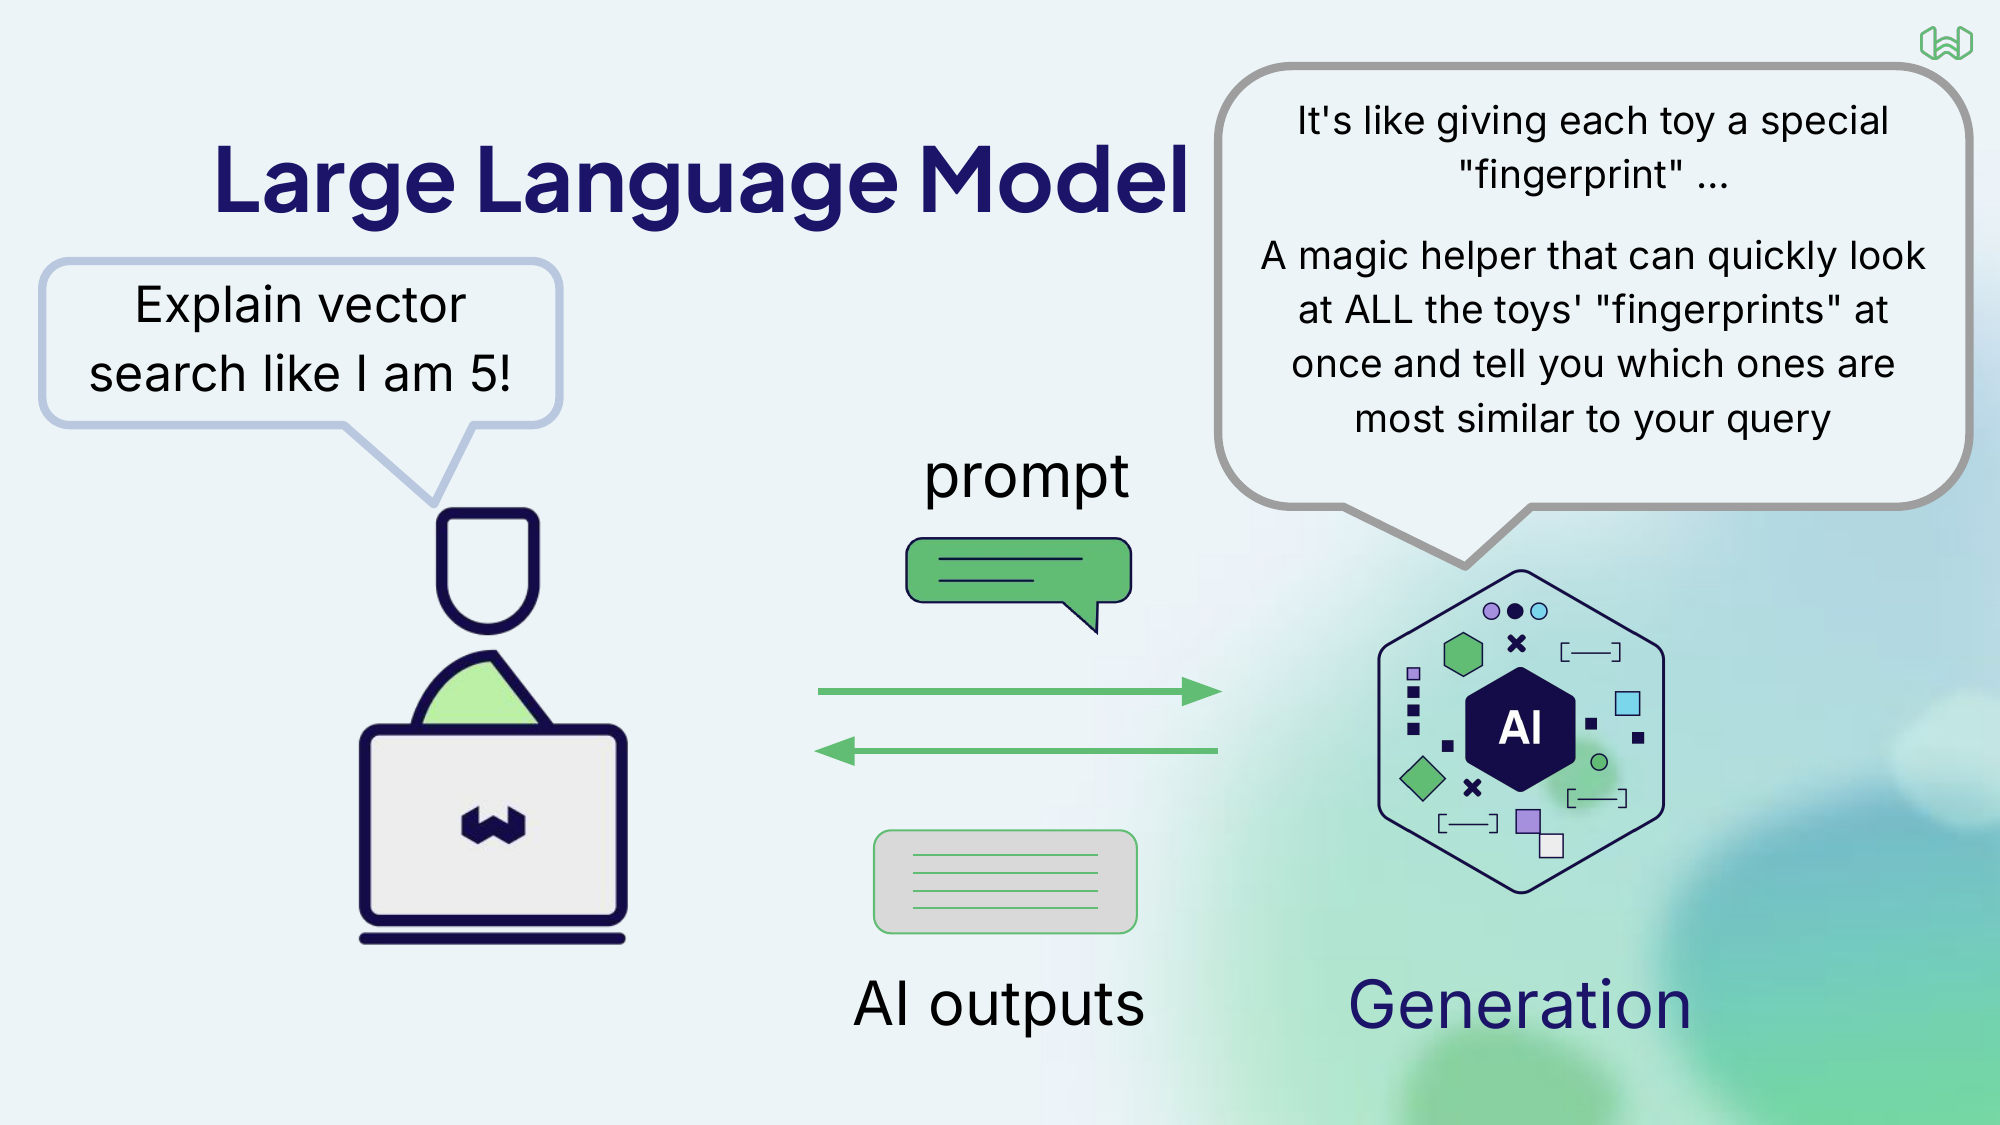 Large Language Model
Explain vector
search like I am 5!
It's like giving each toy a special
"fingerprint" ...
A magic helper that can quickly look
at ALL the toys' "fingerprints" at
once and tell you which ones are
most similar to your query
prompt
AI
AI outputs
Generation